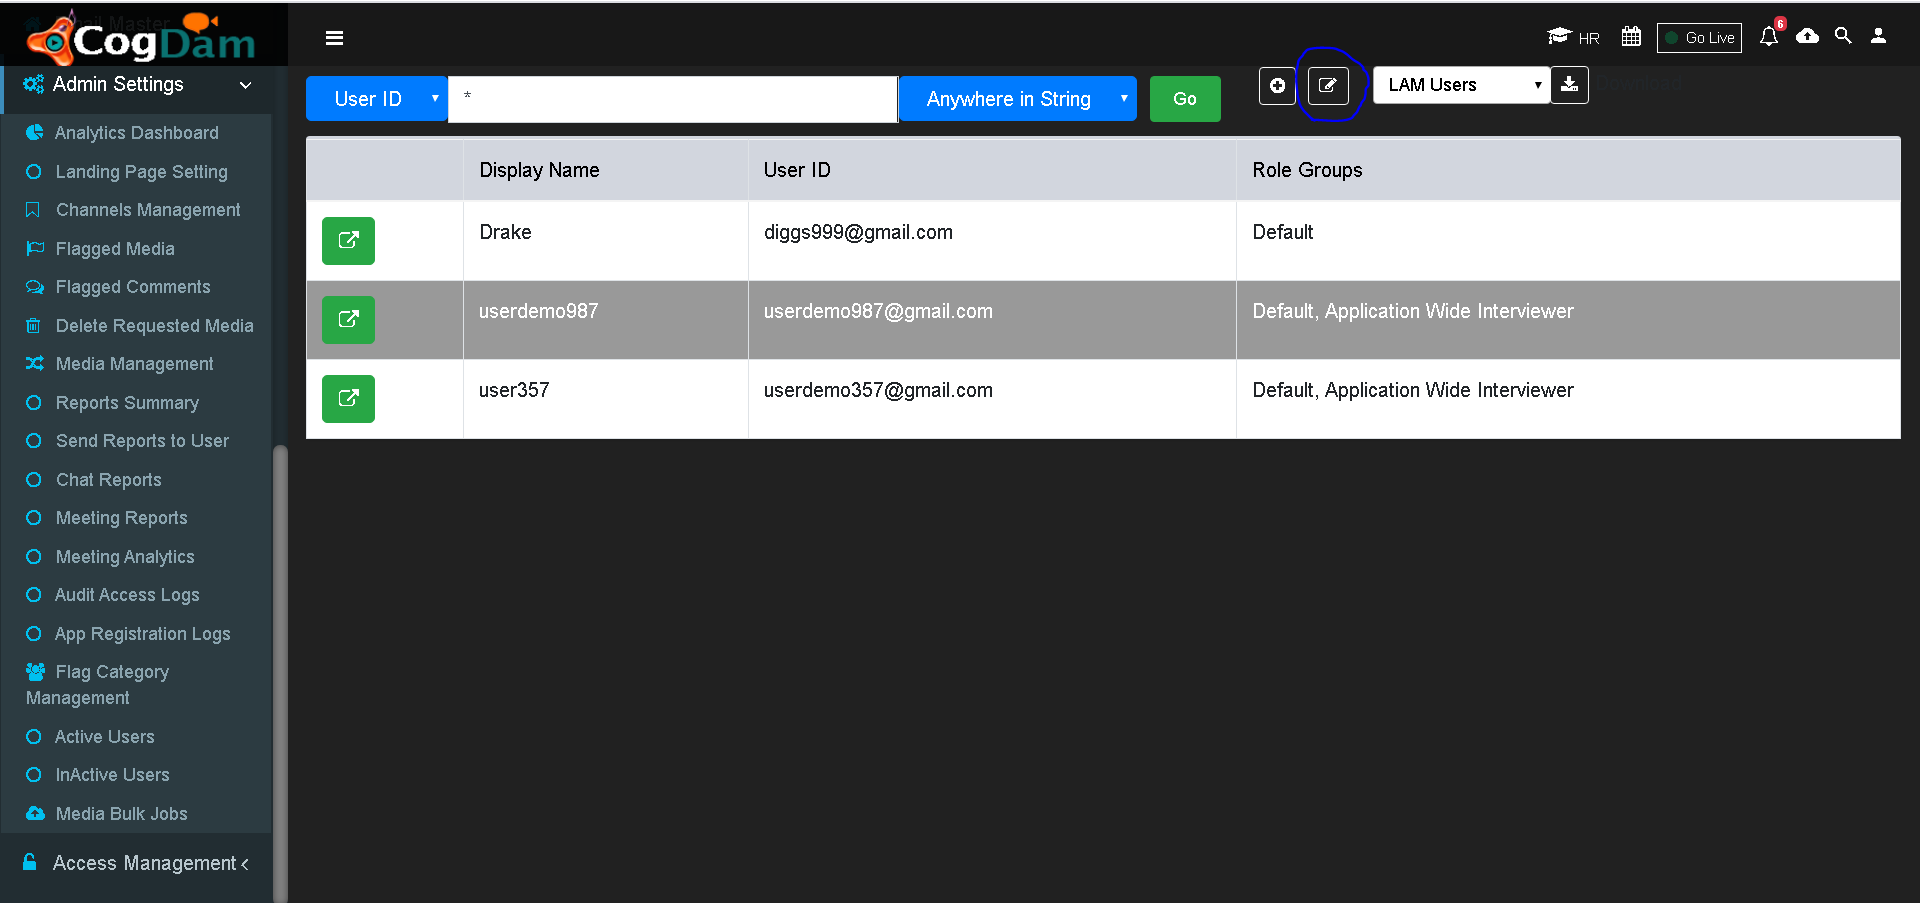 CogDam
HR
Go Live
6
Admin Settings
User ID
*
Anywhere in String
Go
LAM Users
Download
Analytics Dashboard
Landing Page Setting
Channels Management
Flagged Media
Flagged Comments
Delete Requested Media
Media Management
Reports Summary
Send Reports to User
Chat Reports
Meeting Reports
Meeting Analytics
Audit Access Logs
App Registration Logs
Flag Category
Management
Active Users
InActive Users
Media Bulk Jobs
Access Management
Display Name User ID Role Groups
Drake diggs999@gmail.com Default
userdemo987 userdemo987@gmail.com Default, Application Wide Interviewer
user357 userdemo357@gmail.com Default, Application Wide Interviewer